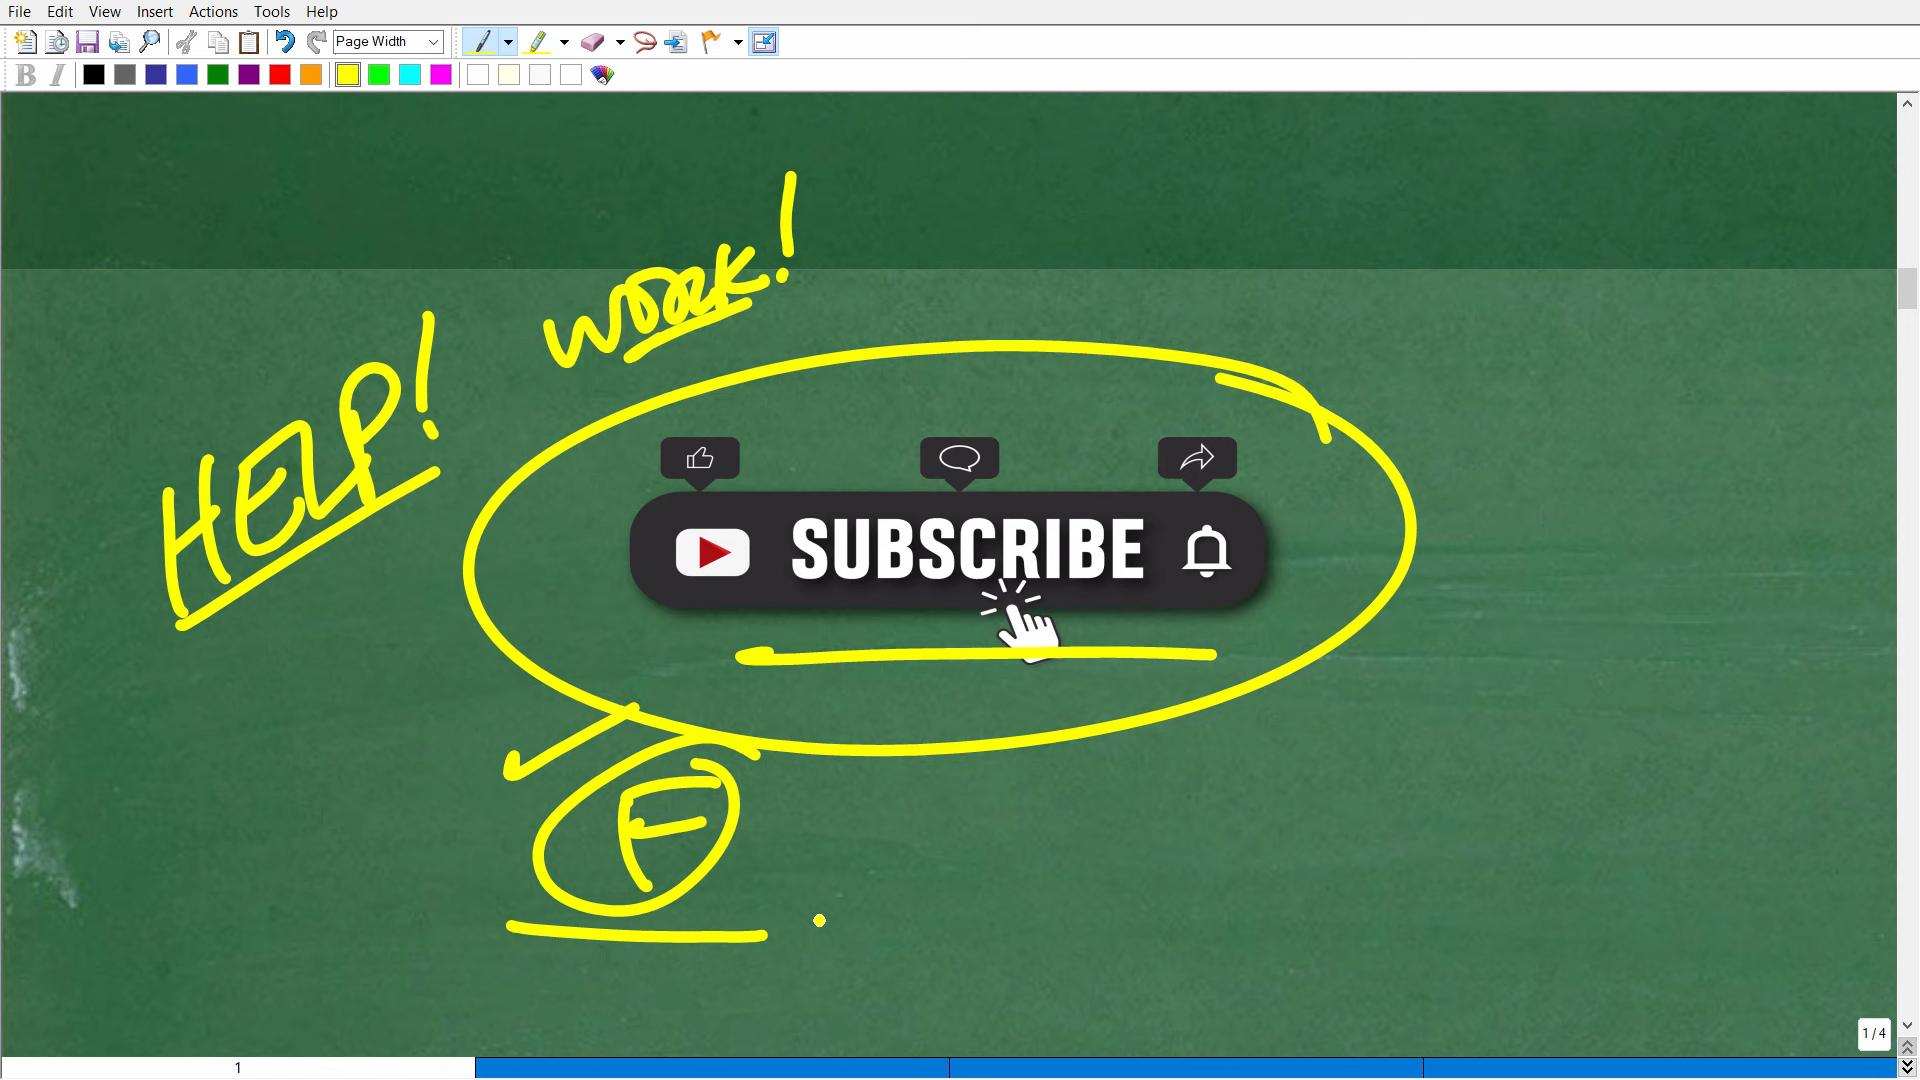 File Edit View Insert Actions Tools Help
Page Width
B I
work!
HELP!
SUBSCRIBE
F
1 / 4
1